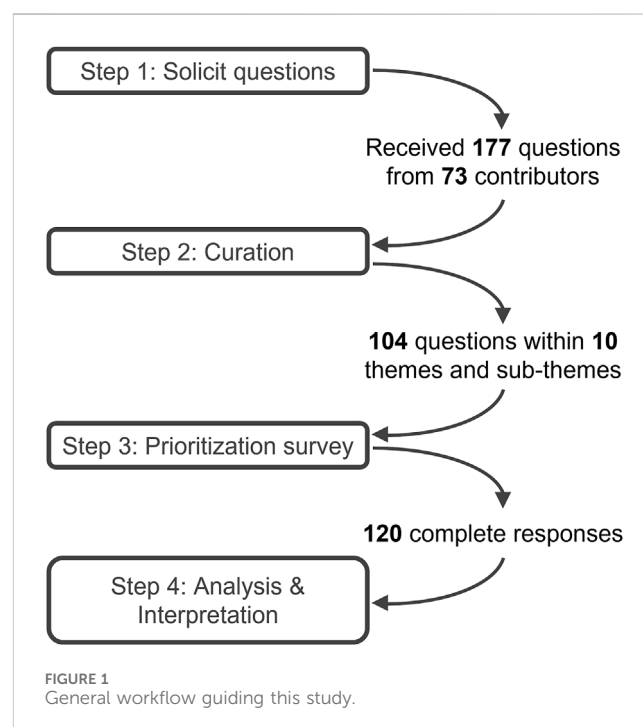 Step 1: Solicit questions
Received 177 questions
from 73 contributors
Step 2: Curation
104 questions within 10
themes and sub-themes
Step 3: Prioritization survey
120 complete responses
Step 4: Analysis &
Interpretation
FIGURE 1
General workflow guiding this study.